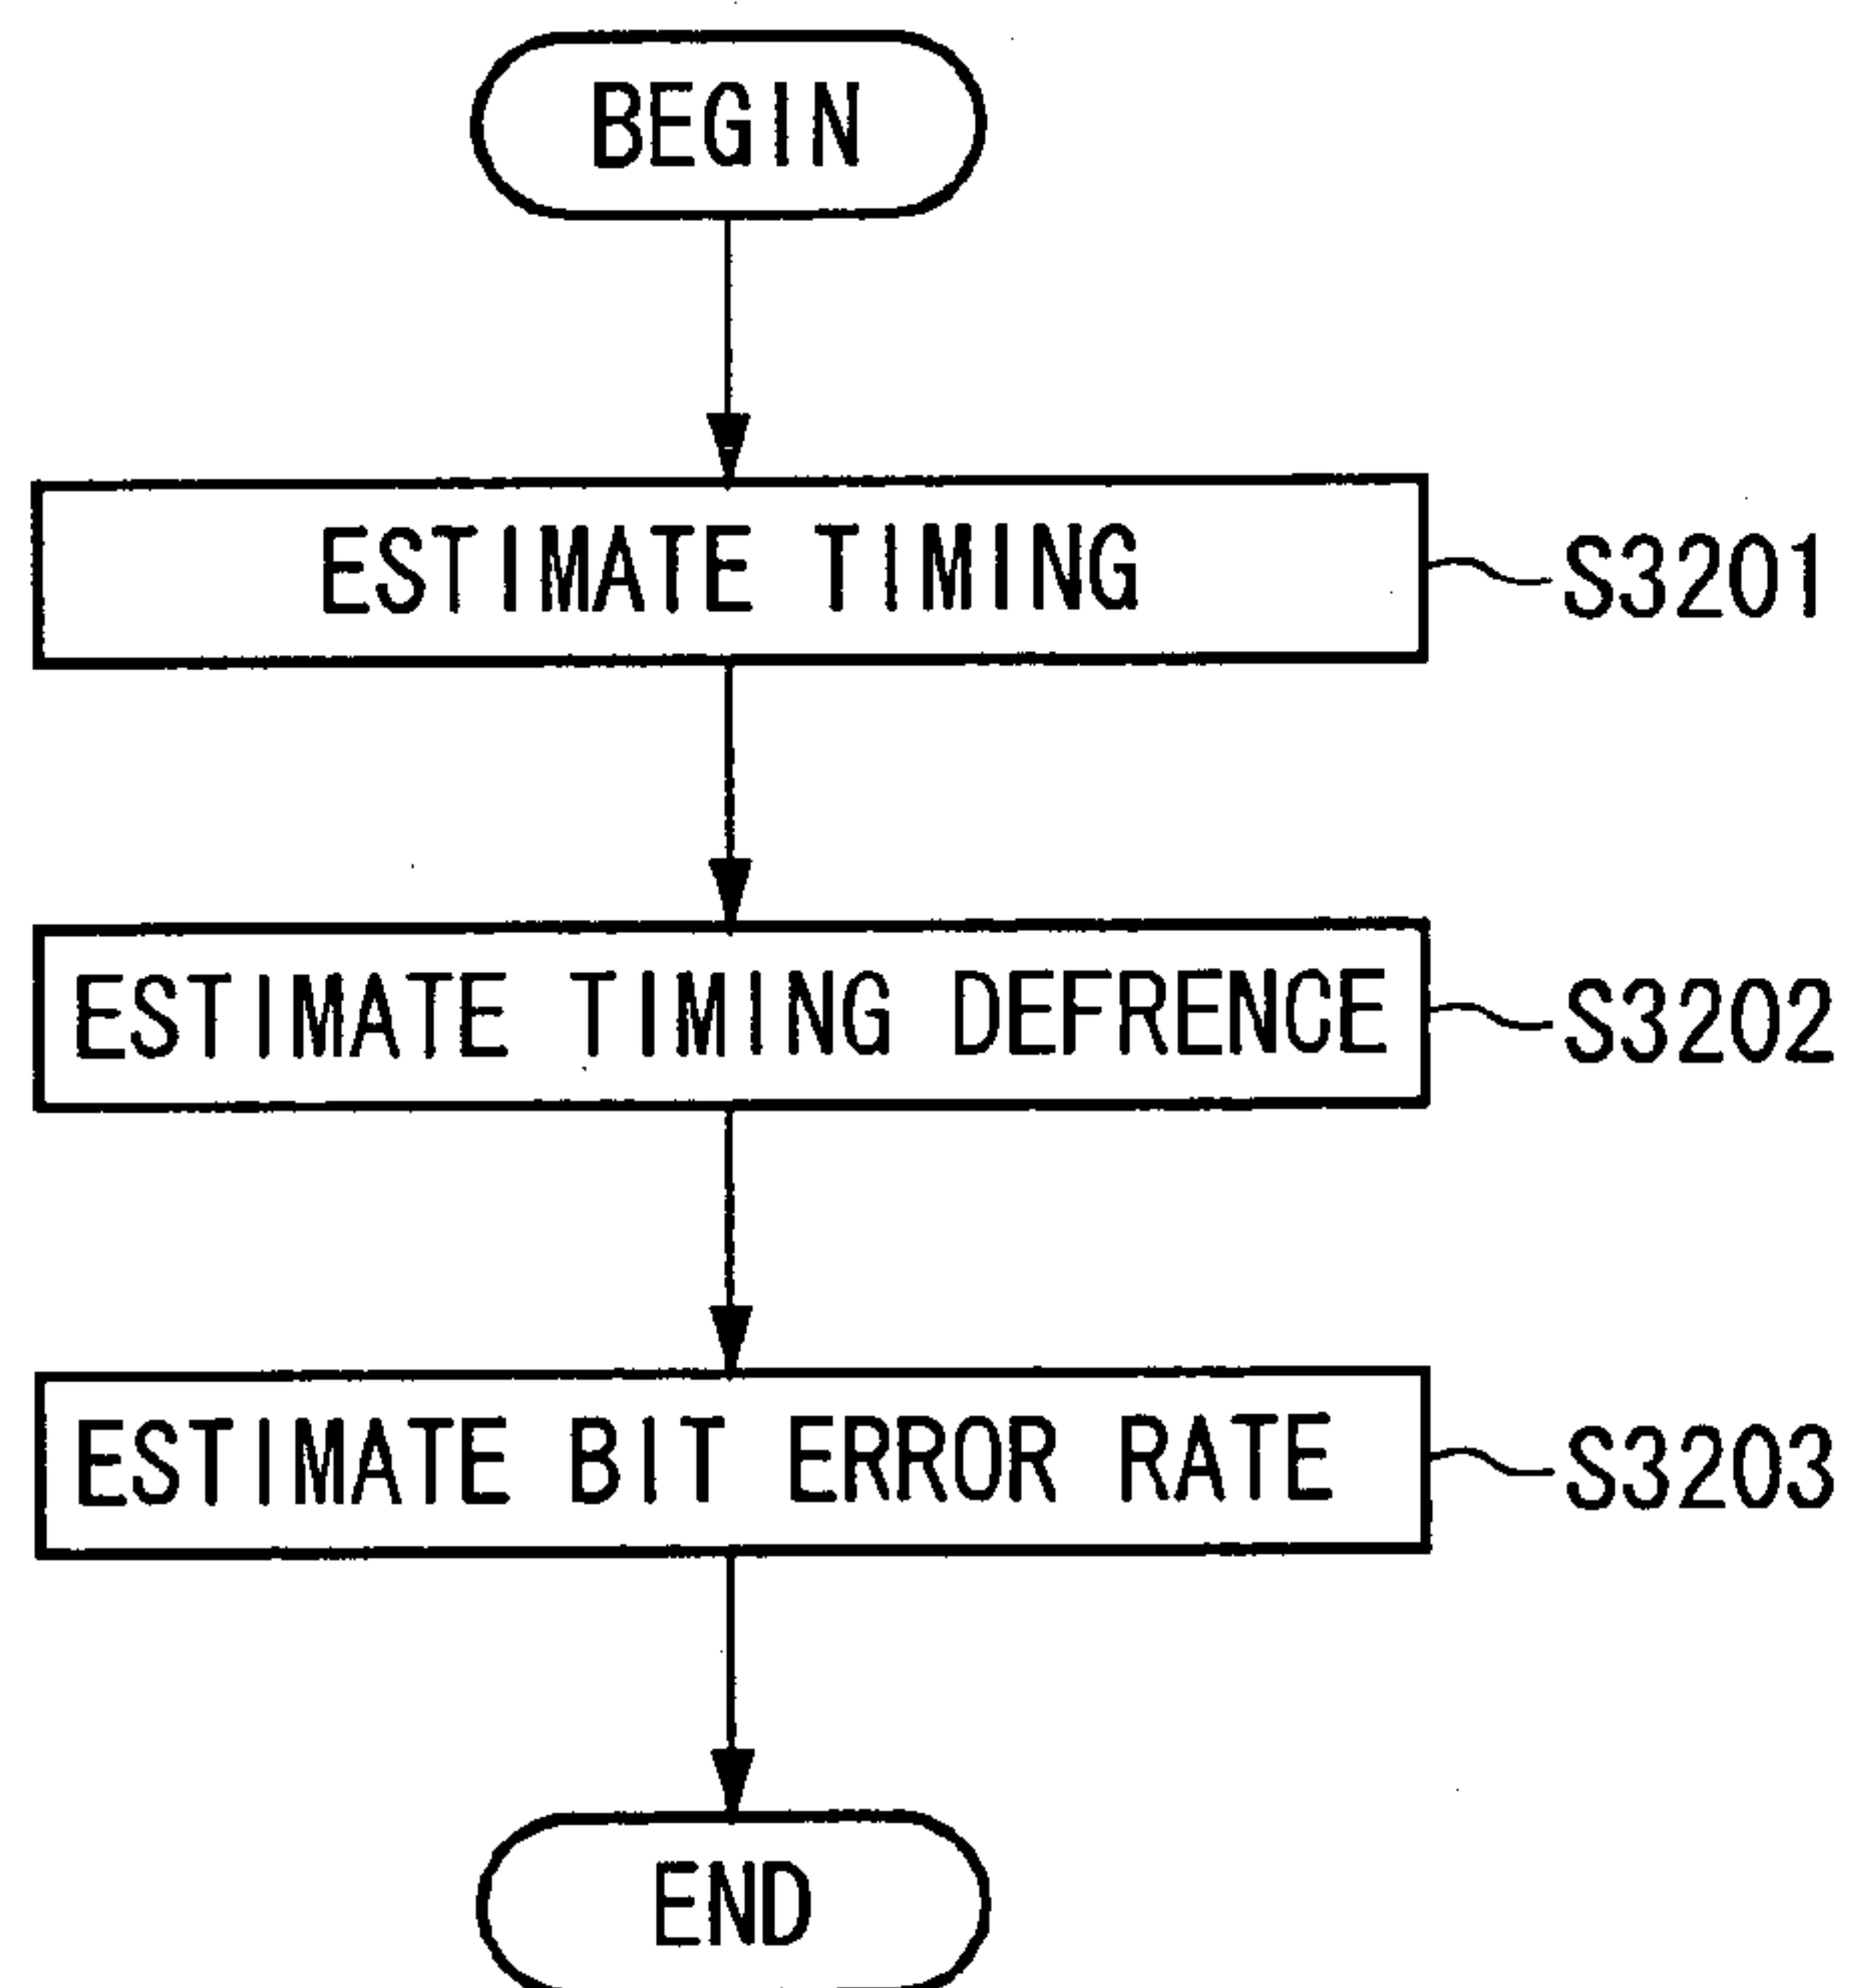 BEGIN
ESTIMATE TIMING
S3201
ESTIMATE TIMING DEFRENCE
S3202
ESTIMATE BIT ERROR RATE
S3203
END